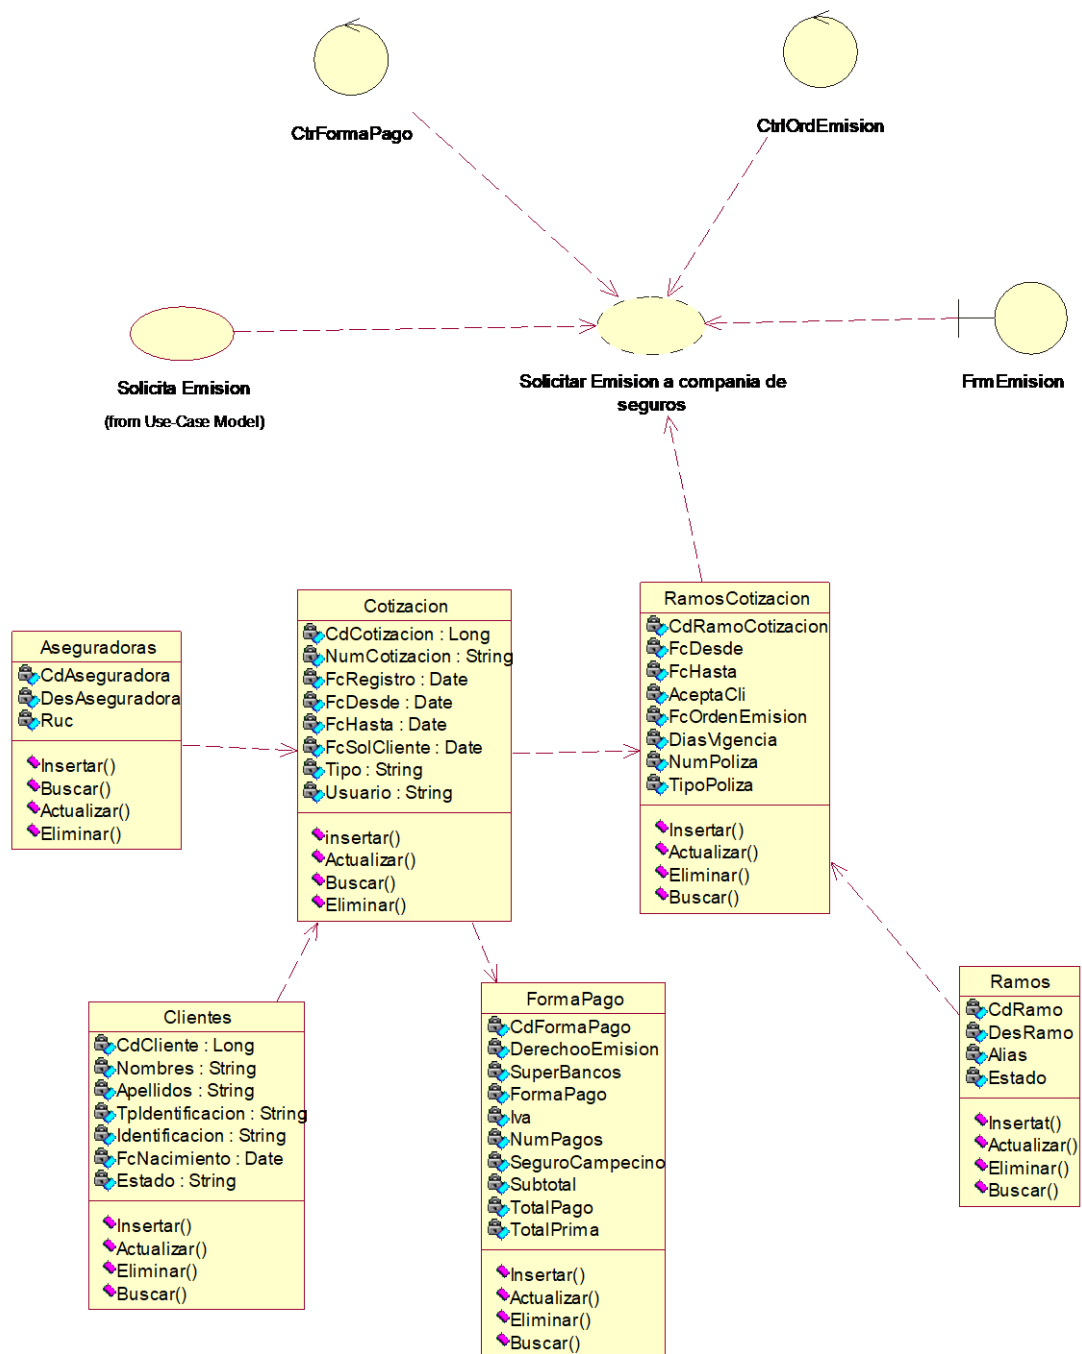 CtrFormaPago
CtrlOrdEmision
Solicita Emision
(from Use-Case Model)
Solicitar Emision a compania de
seguros
FrmEmision
Aseguradoras
CdAseguradora
DesAseguradora
Ruc
Insertar()
Buscar()
Actualizar()
Eliminar()
Cotizacion
CdCotizacion : Long
NumCotizacion : String
FcRegistro : Date
FcDesde : Date
FcHasta : Date
FcSolCliente : Date
Tipo : String
Usuario : String
insertar()
Actualizar()
Buscar()
Eliminar()
RamosCotizacion
CdRamoCotizacion
FcDesde
FcHasta
AceptaCli
FcOrdenEmision
DiasVigencia
NumPoliza
TipoPoliza
Insertar()
Actualizar()
Eliminar()
Buscar()
Clientes
CdCliente : Long
Nombres : String
Apellidos : String
TpIdentificacion : String
Identificacion : String
FcNacimiento : Date
Estado : String
Insertar()
Actualizar()
Eliminar()
Buscar()
FormaPago
CdFormaPago
DerechooEmision
SuperBancos
FormaPago
Iva
NumPagos
SeguroCampecino
Subtotal
TotalPago
TotalPrima
Insertar()
Actualizar()
Eliminar()
Buscar()
Ramos
CdRamo
DesRamo
Alias
Estado
Insertat()
Actualizar()
Eliminar()
Buscar()